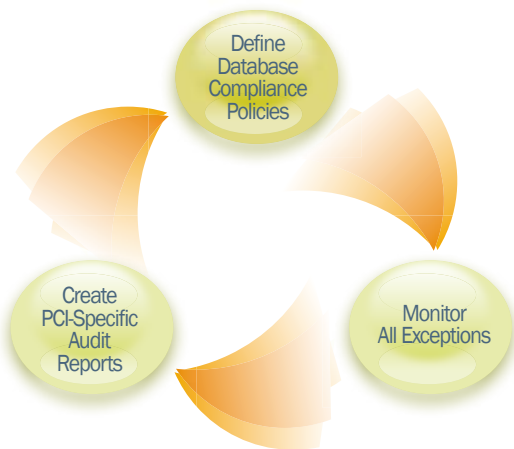 Define
Database
Compliance
Policies
Monitor
All Exceptions
Create
PCI-Specific
Audit
Reports